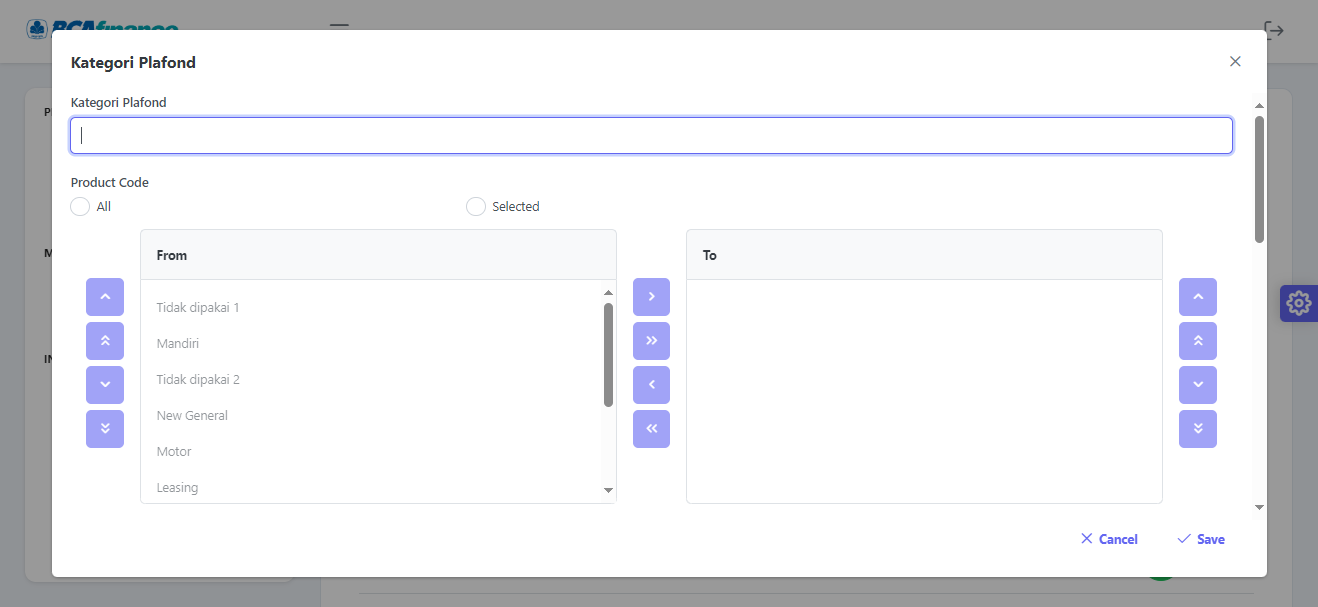 BCAfinance
Kategori Plafond
Kategori Plafond
Product Code
All
Selected
From
To
Tidak dipakai 1
Mandiri
Tidak dipakai 2
New General
Motor
Leasing
Cancel
Save